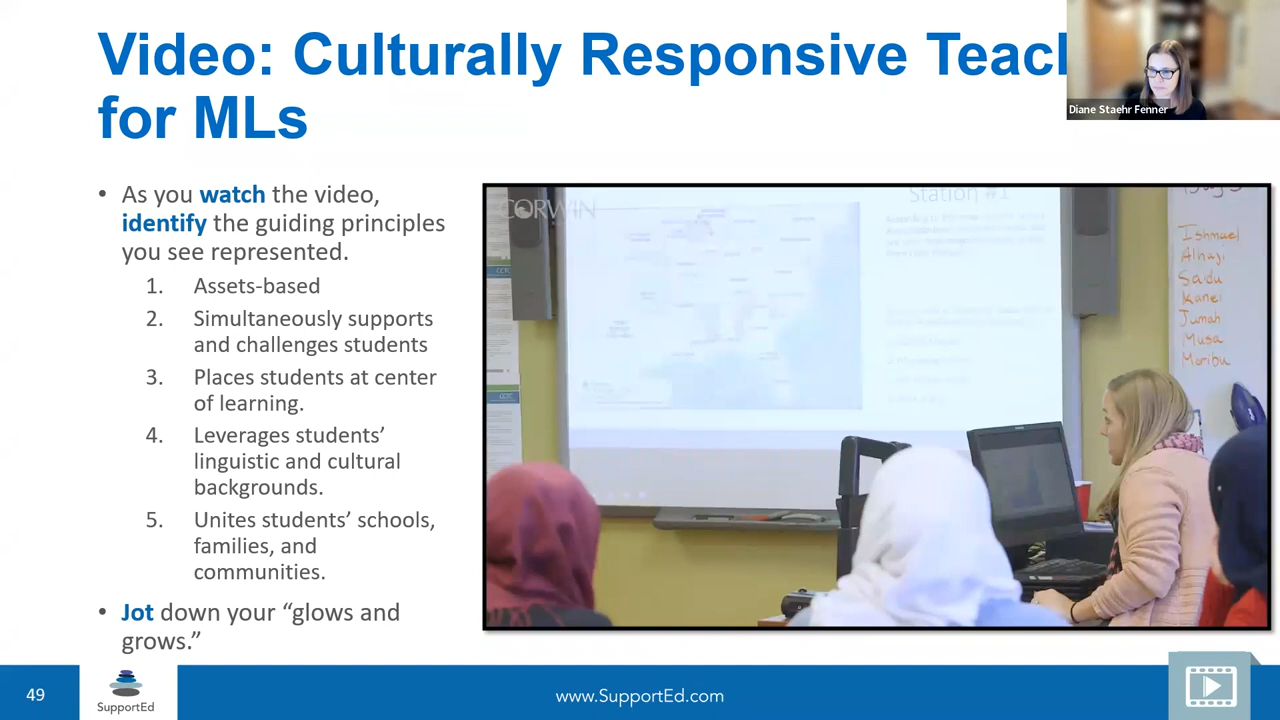 Video: Culturally Responsive Teach
for MLs
Diane Staehr Fenner
• As you watch the video,
identify the guiding principles
you see represented.
1. Assets-based
2. Simultaneously supports
and challenges students
3. Places students at center
of learning.
4. Leverages students’
linguistic and cultural
backgrounds.
5. Unites students’ schools,
families, and
communities.
• Jot down your “glows and
grows.”
CORWIN
Station #1
Ishmael
Alhaji
Saidu
Kanei
Jumah
Musa
Moribu
49
SupportEd
www.SupportEd.com